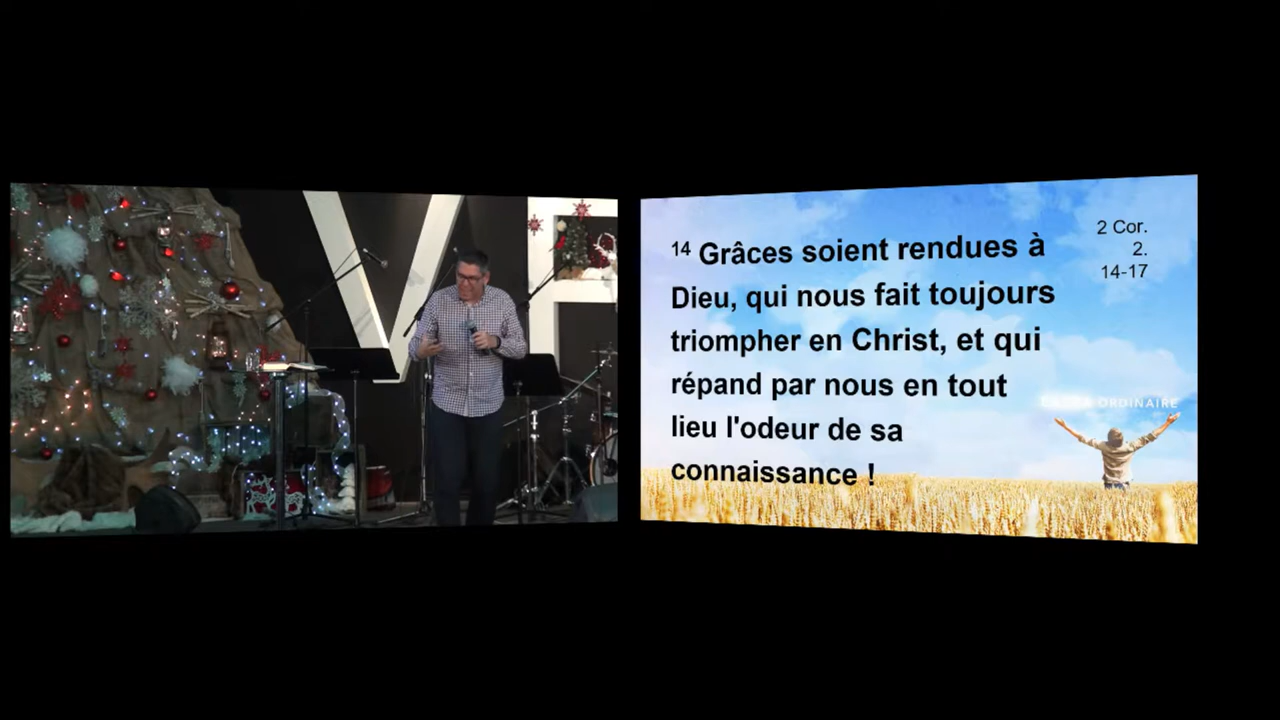 VE
14 Grâces soient rendues à
Dieu, qui nous fait toujours
triompher en Christ, et qui
répand par nous en tout
lieu l'odeur de sa
connaissance !
2 Cor.
2.
14-17
ORDINAIRE